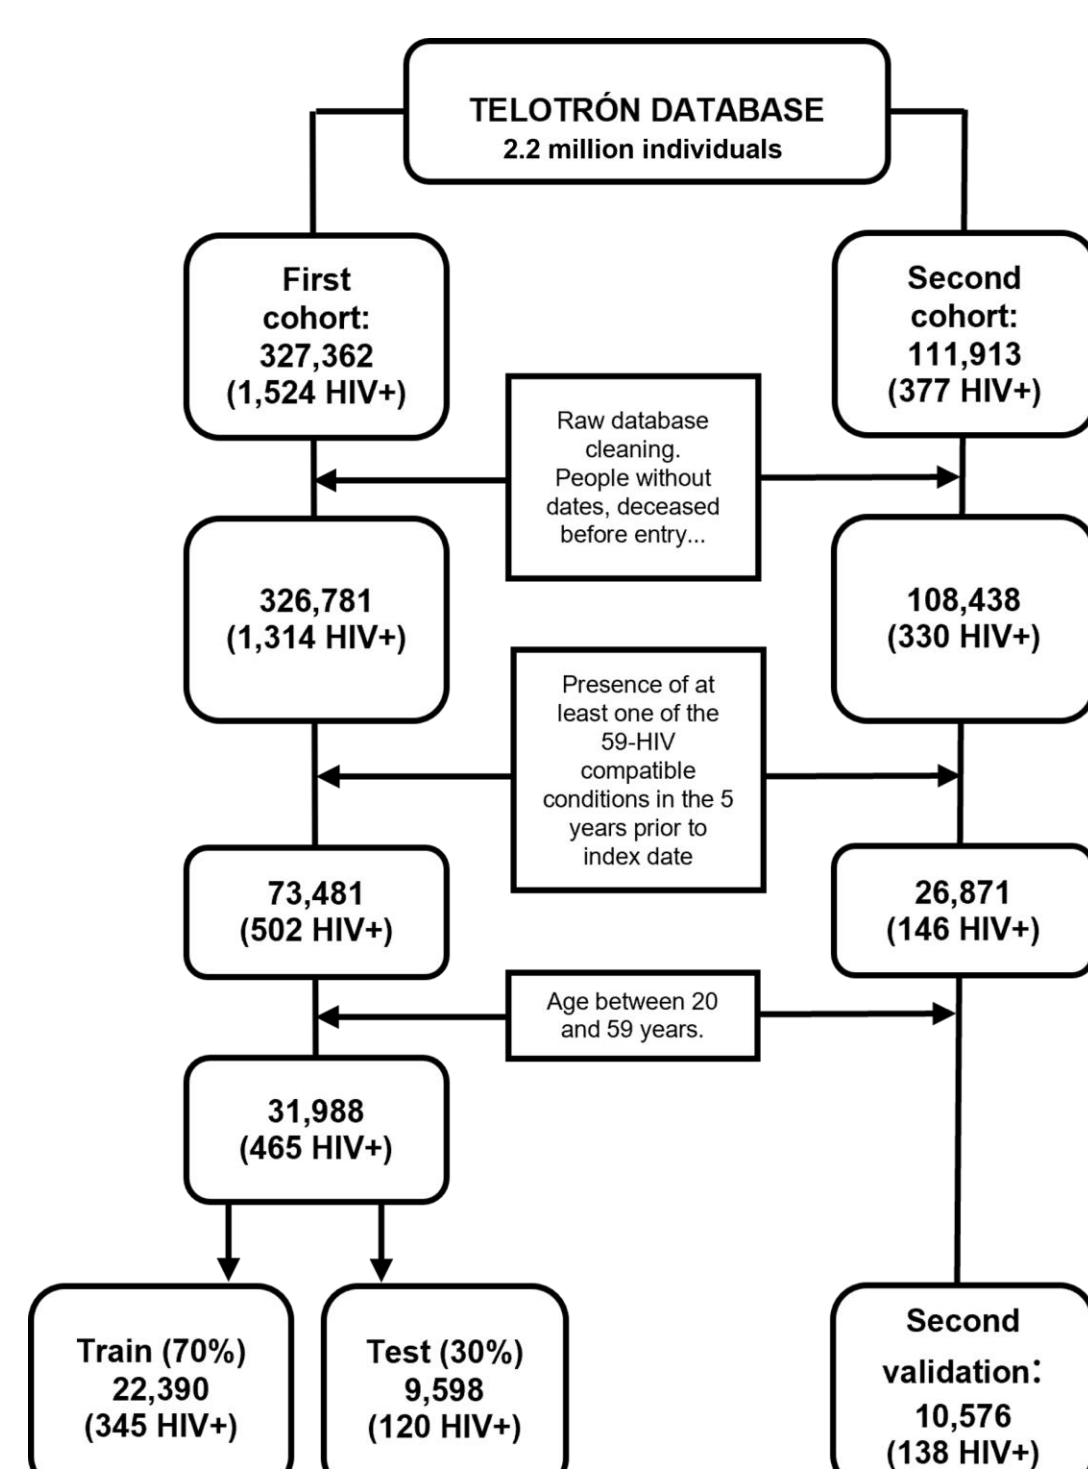 TELOTRÓN DATABASE
2.2 million individuals
First
cohort:
327,362
(1,524 HIV+)
Second
cohort:
111,913
(377 HIV+)
Raw database
cleaning.
People without
dates, deceased
before entry...
326,781
(1,314 HIV+)
108,438
(330 HIV+)
Presence of at
least one of the
59-HIV
compatible
conditions in the 5
years prior to
index date
73,481
(502 HIV+)
26,871
(146 HIV+)
Age between 20
and 59 years.
31,988
(465 HIV+)
Train (70%)
22,390
(345 HIV+)
Test (30%)
9,598
(120 HIV+)
Second
validation:
10,576
(138 HIV+)